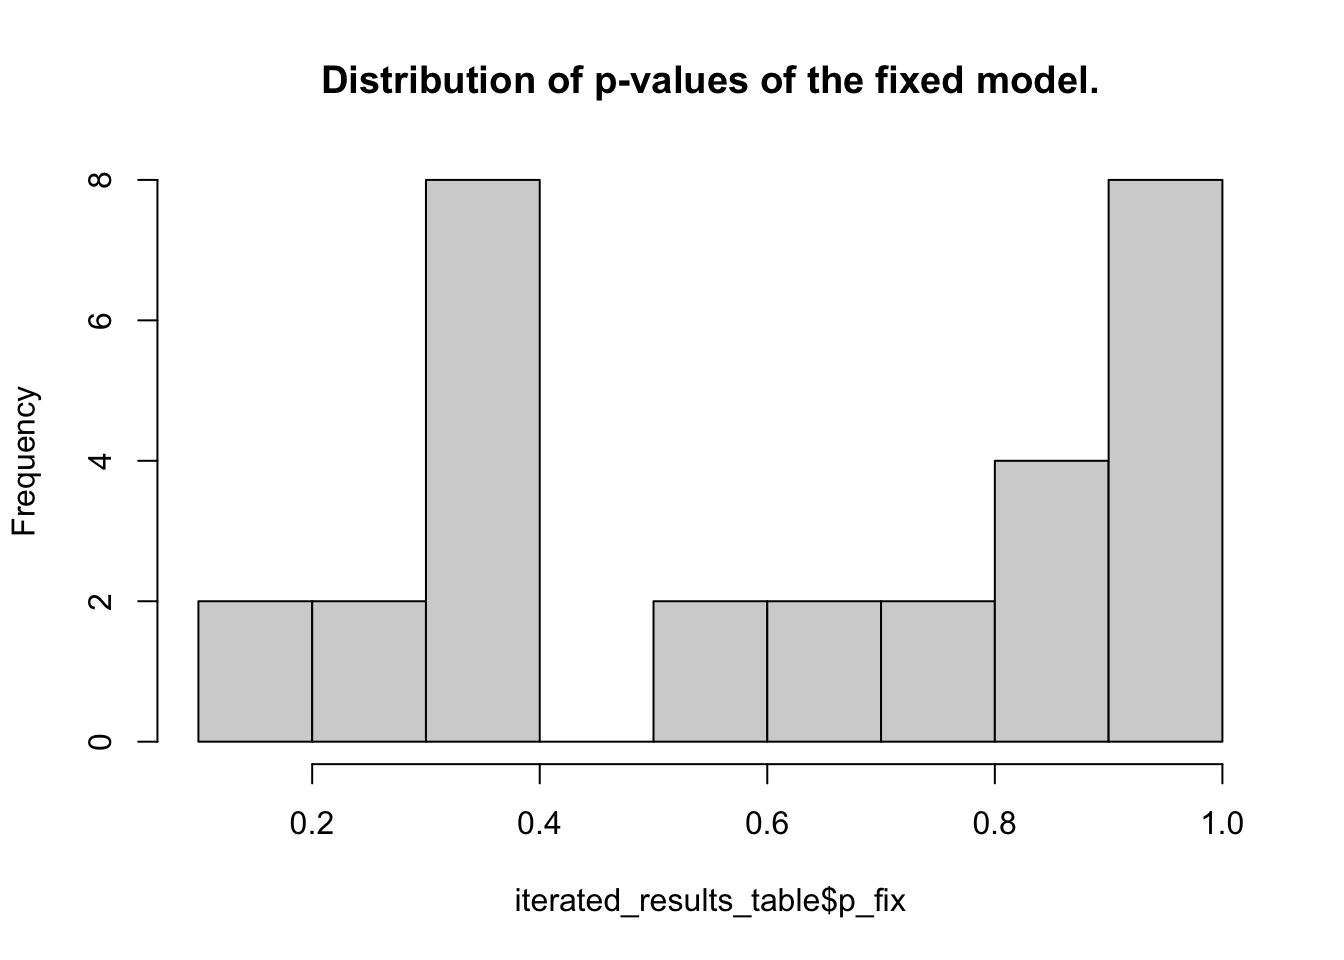 Distribution of p-values of the fixed model.
8
6
4
2
0
Frequency
0.2 0.4 0.6 0.8 1.0
iterated_results_table$p_fix